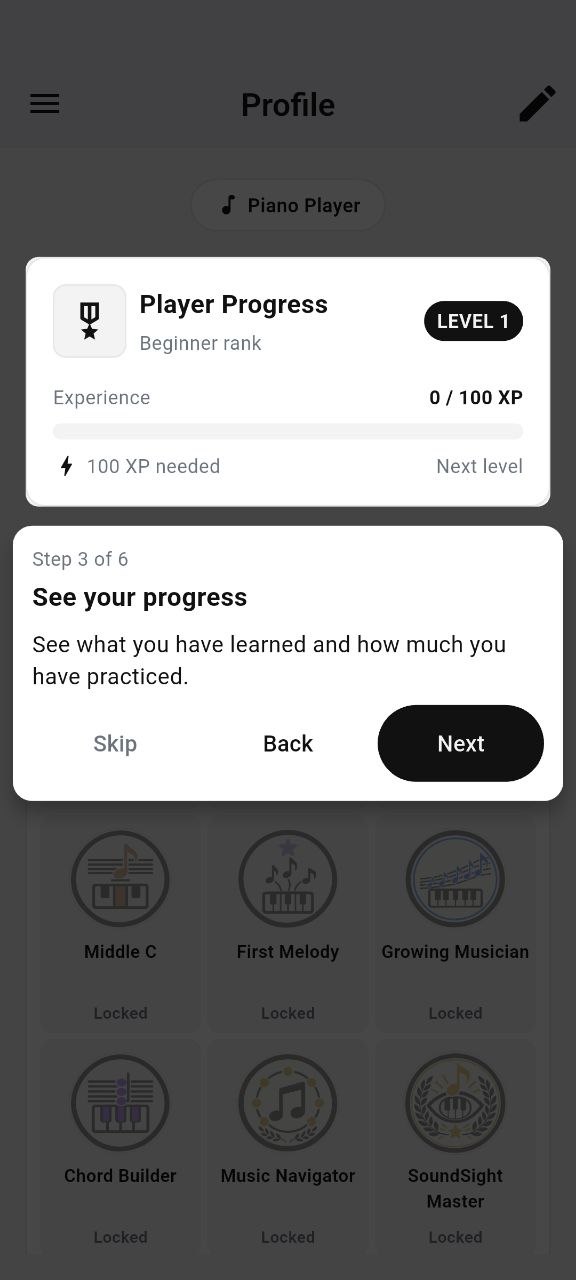 Profile
Piano Player
Player Progress
Beginner rank
LEVEL 1
Experience
0 / 100 XP
100 XP needed
Next level
Step 3 of 6
See your progress
See what you have learned and how much you
have practiced.
Skip
Back
Next
Middle C
First Melody
Growing Musician
Locked
Locked
Locked
Chord Builder
Music Navigator
SoundSight
Master
Locked
Locked
Locked